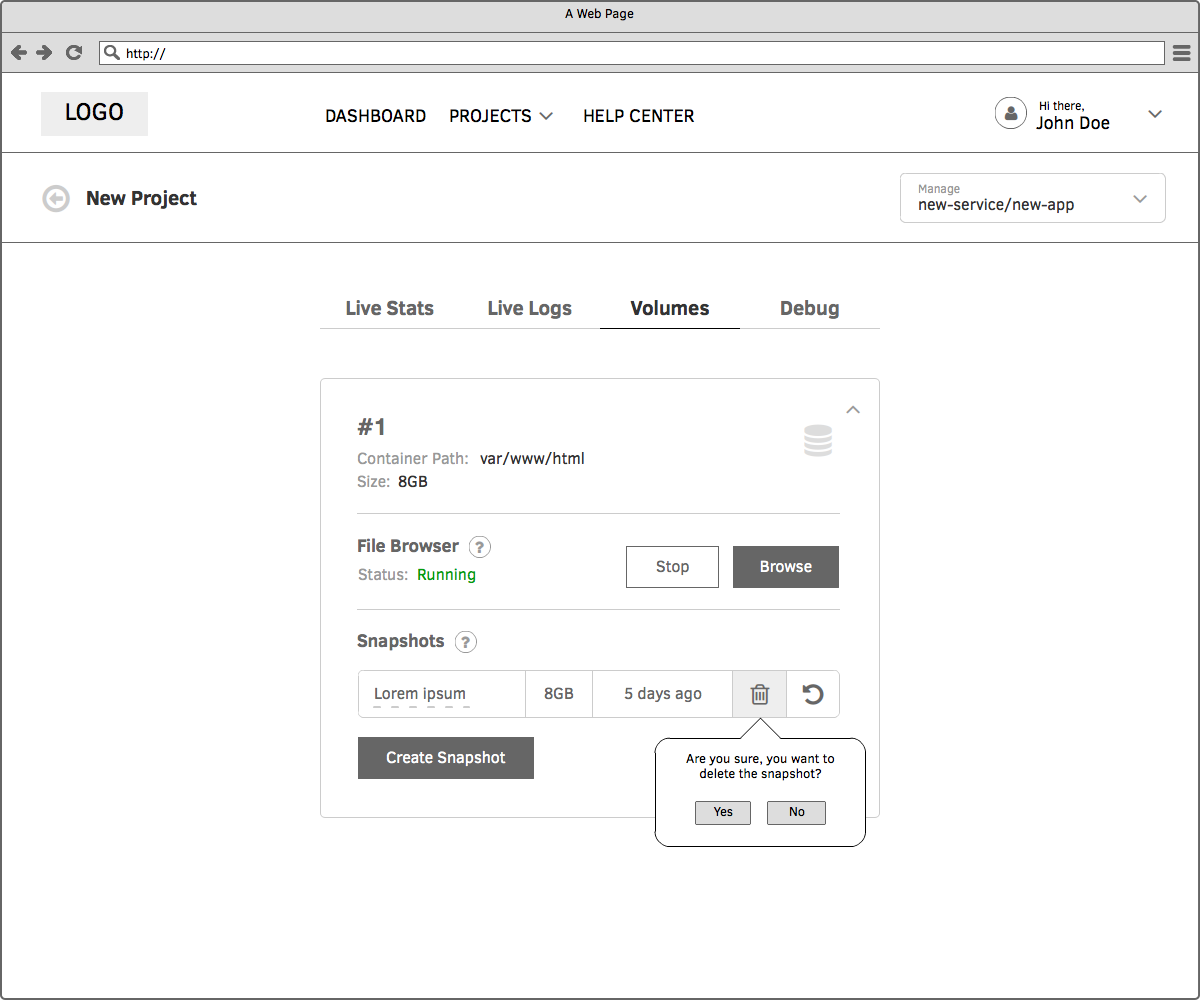 A Web Page
http://
LOGO
DASHBOARD PROJECTS HELP CENTER
Hi there,
John Doe
New Project
Manage
new-service/new-app
Live Stats Live Logs Volumes Debug
#1
Container Path: var/www/html
Size: 8GB
File Browser ?
Status: Running
Stop Browse
Snapshots ?
Lorem ipsum 8GB 5 days ago
Create Snapshot
Are you sure, you want to
delete the snapshot?
Yes No